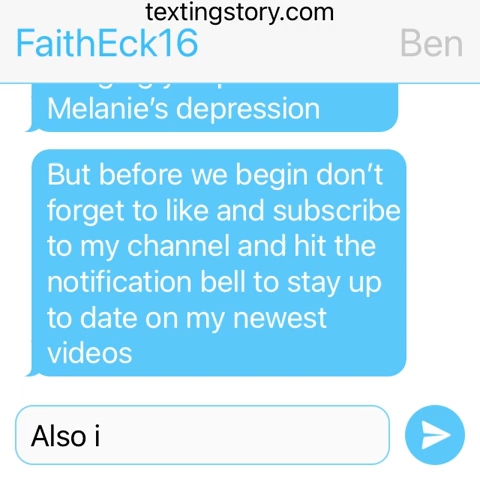 textingstory.com
FaithEck16
Ben
Melanie’s depression
But before we begin don’t
forget to like and subscribe
to my channel and hit the
notification bell to stay up
to date on my newest
videos
Also i